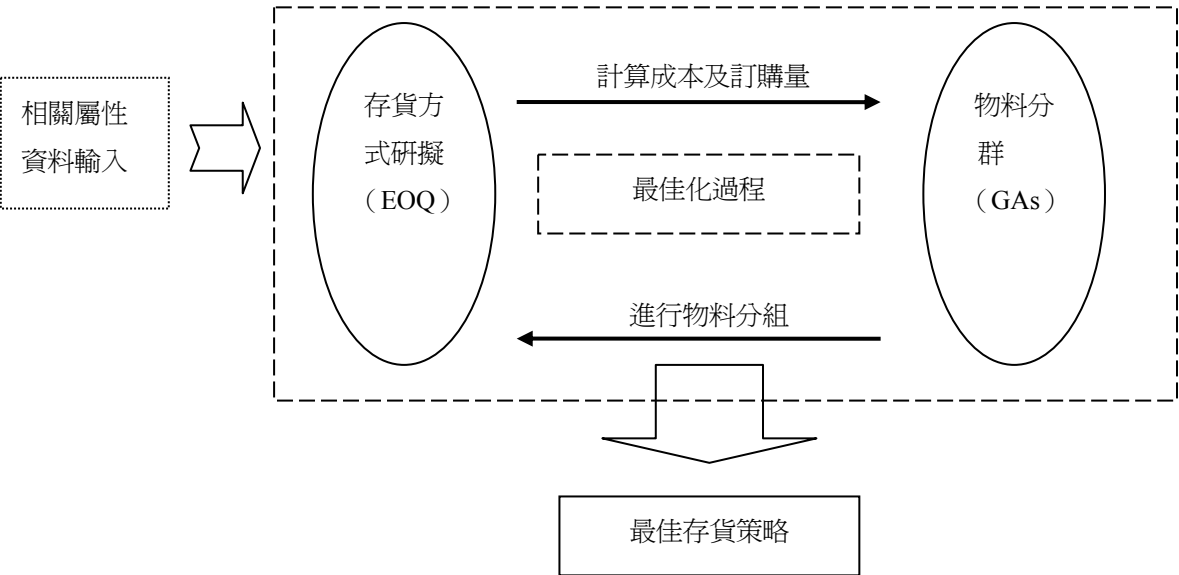 相關屬性
資料輸入
存貨方
式研擬
（EOQ）
計算成本及訂購量
最佳化過程
進行物料分組
物料分
群
（GAs）
最佳存貨策略